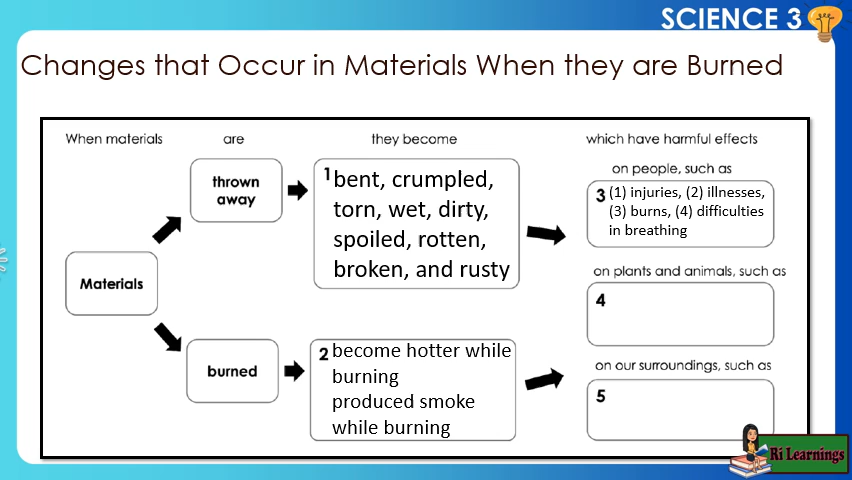 SCIENCE 3
Changes that Occur in Materials When they are Burned
When materials are they become which have harmful effects
on people, such as
thrown
away
1 bent, crumpled,
torn, wet, dirty,
spoiled, rotten,
broken, and rusty
3 (1) injuries, (2) illnesses,
(3) burns, (4) difficulties
in breathing
Materials
on plants and animals, such as
4
burned
2 become hotter while
burning
produced smoke
while burning
on our surroundings, such as
5
Ri Learnings